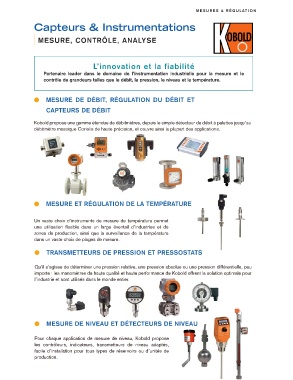 MESURES & RÉGULATION
Capteurs & Instrumentations
MESURE, CONTRÔLE, ANALYSE
KOBOLD
L'innovation et la fiabilité
Partenaire leader dans le domaine de l'instrumentation industrielle pour la mesure et le
contrôle de grandeurs telles que le débit, la pression, le niveau et la température.
MESURE DE DÉBIT, RÉGULATION DU DÉBIT ET
CAPTEURS DE DÉBIT
Kobold propose une gamme étendue de débitmètres, depuis le simple détecteur de débit à palettes jusqu'au
débitmètre massique Coriolis de haute précision, et couvre ainsi la plupart des applications.
MESURE ET RÉGULATION DE LA TEMPÉRATURE
Un vaste choix d'instruments de mesure de température permet
une utilisation flexible dans un large éventail d'industries et de
zones de production, ainsi que la surveillance de la température
dans un vaste choix de plages de mesure.
TRANSMETTEURS DE PRESSION ET PRESSOSTATS
Qu'il s'agisse de déterminer une pression relative, une pression absolue ou une pression différentielle, peu
importe : les manomètres de haute qualité et haute performance de Kobold offrent la solution optimale pour
l'industrie et sont utilisés dans le monde entier.
MESURE DE NIVEAU ET DÉTECTEURS DE NIVEAU
Pour chaque application de mesure de niveau, Kobold propose
les contrôleurs, indicateurs, transmetteurs de niveau adaptés,
facile d'installation pour tous types de réservoirs ou d'unités de
production.